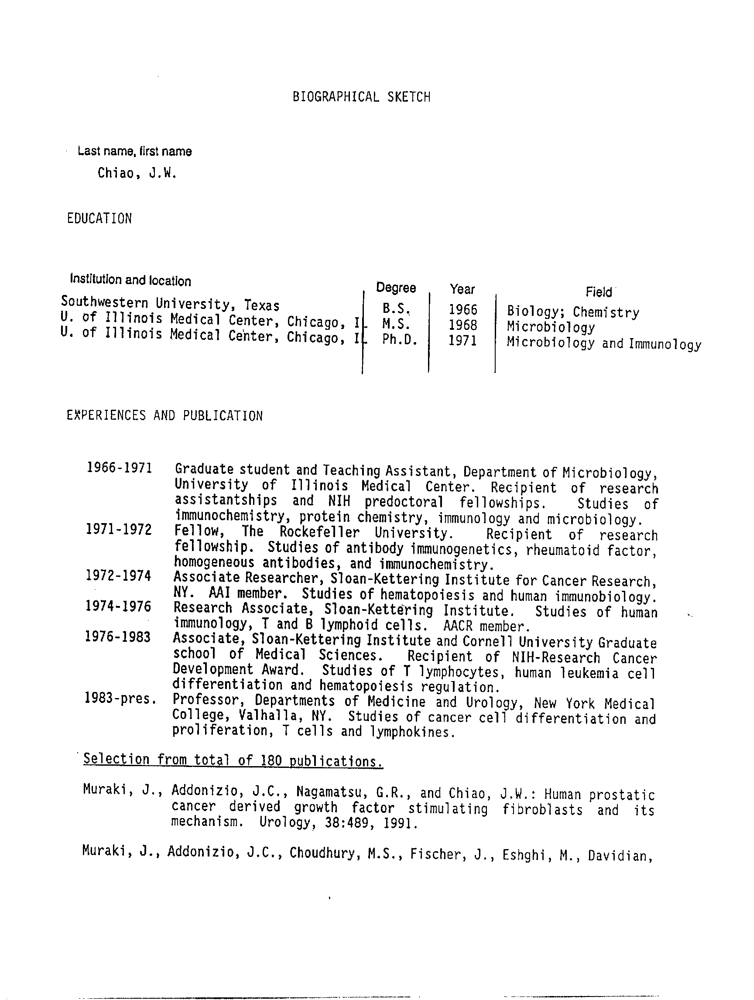 BIOGRAPHICAL SKETCH
Last name, first name
Chiao, J.W.
EDUCATION
Institution and location Degree Year Field
Southwestern University, Texas B.S. 1966 Biology; Chemistry
U. of Illinois Medical Center, Chicago, IL M.S. 1968 Microbiology
U. of Illinois Medical Center, Chicago, IL Ph.D. 1971 Microbiology and Immunology
EXPERIENCES AND PUBLICATION
1966-1971 Graduate student and Teaching Assistant, Department of Microbiology,
University of Illinois Medical Center. Recipient of research
assistantships and NIH predoctoral fellowships. Studies of
immunochemistry, protein chemistry, immunology and microbiology.
1971-1972 Fellow, The Rockefeller University. Recipient of research
fellowship. Studies of antibody immunogenetics, rheumatoid factor,
homogeneous antibodies, and immunochemistry.
1972-1974 Associate Researcher, Sloan-Kettering Institute for Cancer Research,
NY. AAI member. Studies of hematopoiesis and human immunobiology.
1974-1976 Research Associate, Sloan-Kettering Institute. Studies of human
immunology, T and B lymphoid cells. AACR member.
1976-1983 Associate, Sloan-Kettering Institute and Cornell University Graduate
school of Medical Sciences. Recipient of NIH-Research Cancer
Development Award. Studies of T lymphocytes, human leukemia cell
differentiation and hematopoiesis regulation.
1983-pres. Professor, Departments of Medicine and Urology, New York Medical
College, Valhalla, NY. Studies of cancer cell differentiation and
proliferation, T cells and lymphokines.
Selection from total of 180 publications.
Muraki, J., Addonizio, J.C., Nagamatsu, G.R., and Chiao, J.W.: Human prostatic
cancer derived growth factor stimulating fibroblasts and its
mechanism. Urology, 38:489, 1991.
Muraki, J., Addonizio, J.C., Choudhury, M.S., Fischer, J., Eshghi, M., Davidian,